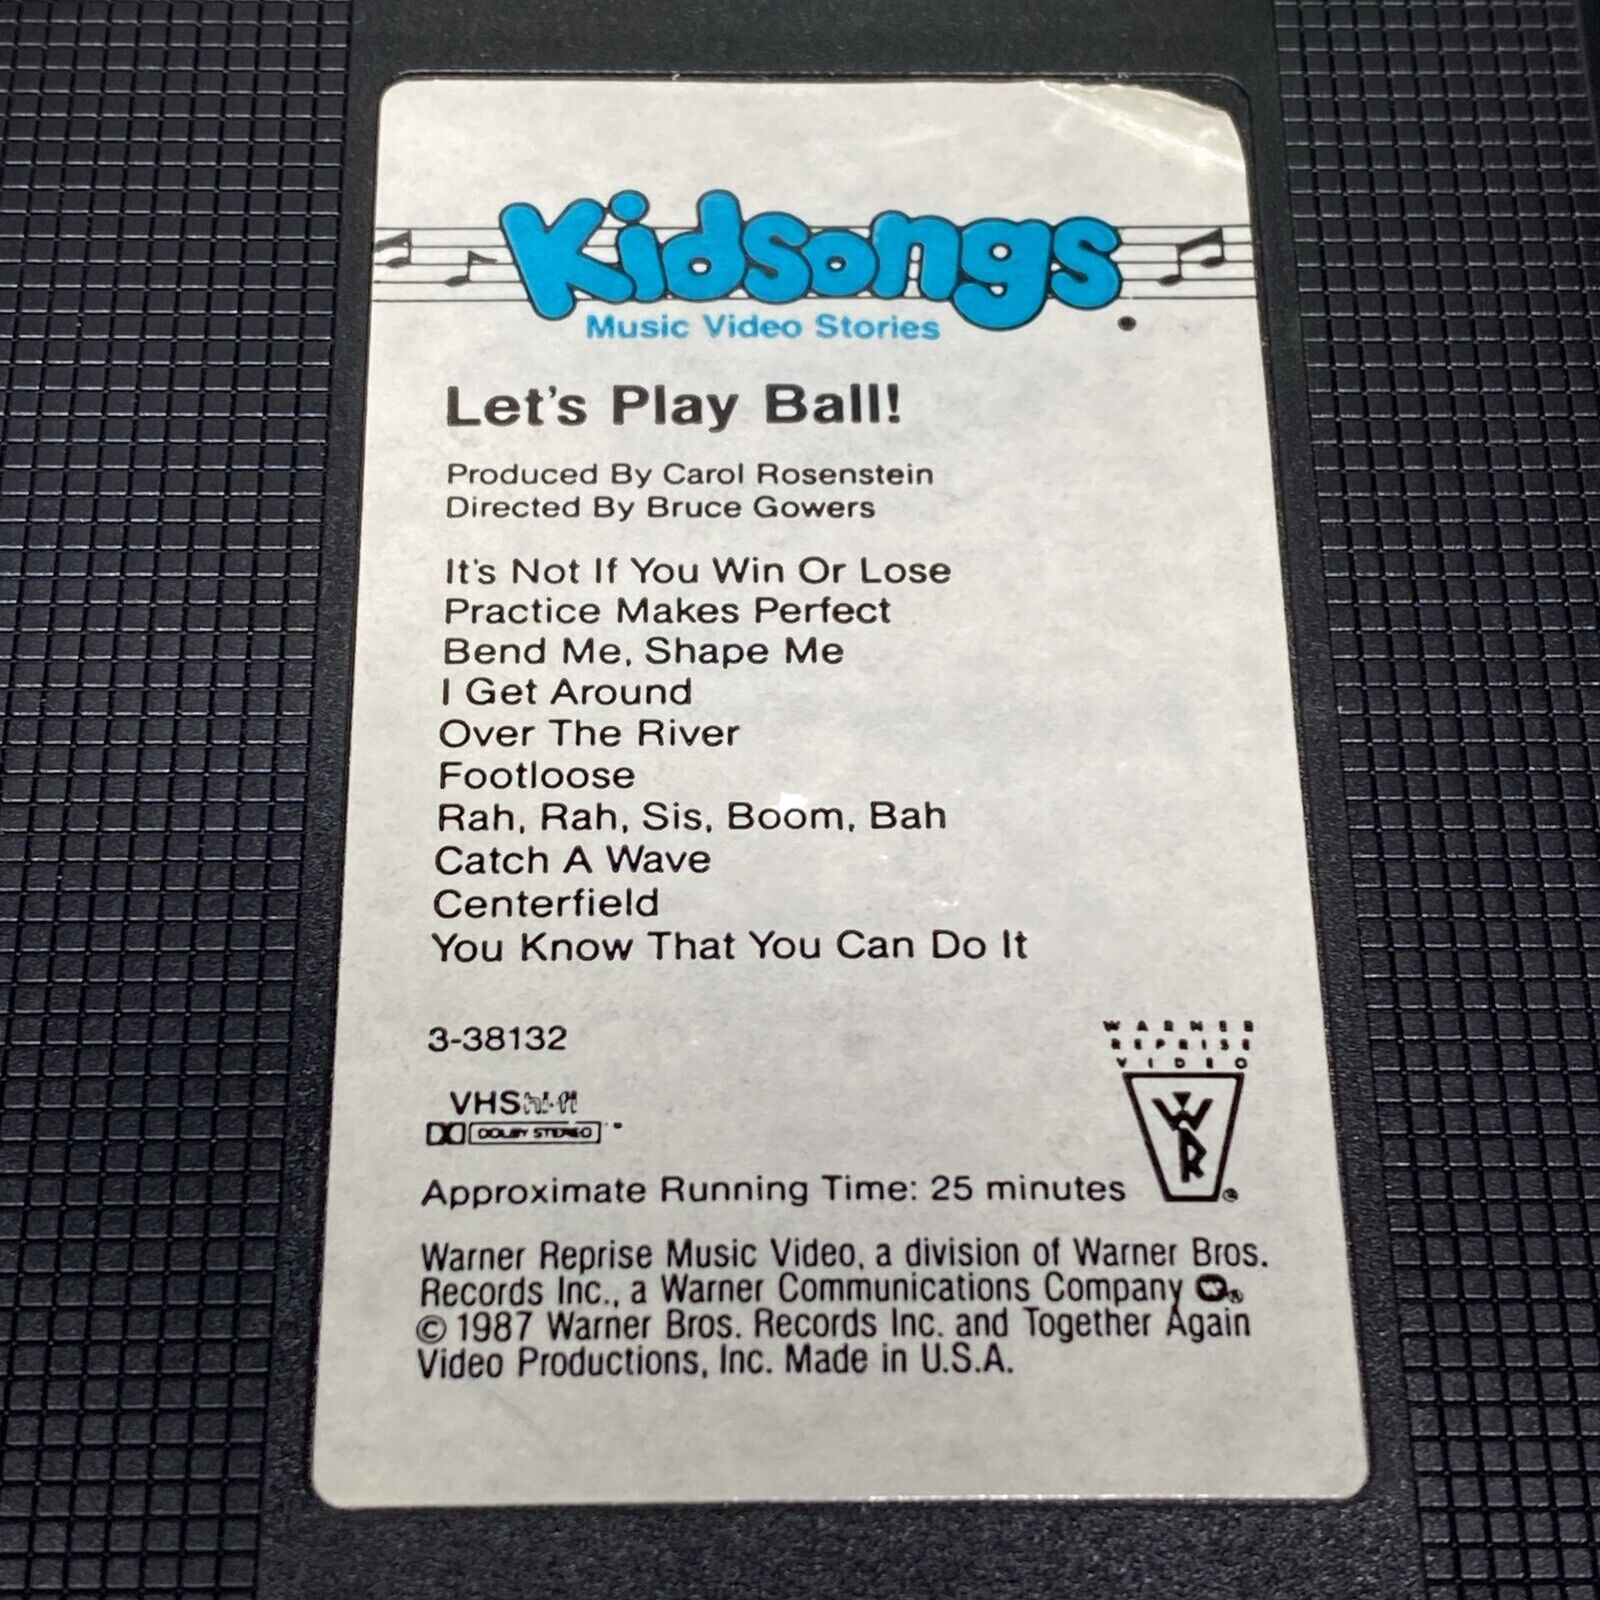 Kidsongs
Music Video Stories
Let's Play Ball!
Produced By Carol Rosenstein
Directed By Bruce Gowers
It's Not If You Win Or Lose
Practice Makes Perfect
Bend Me, Shape Me
I Get Around
Over The River
Footloose
Rah, Rah, Sis, Boom, Bah
Catch A Wave
Centerfield
You Know That You Can Do It
3-38132
WARNER
REPRISE
VIDEO
WR®
VHS hi-fi
DOLBY STEREO
Approximate Running Time: 25 minutes
Warner Reprise Music Video, a division of Warner Bros.
Records Inc., a Warner Communications Company ®
© 1987 Warner Bros. Records Inc. and Together Again
Video Productions, Inc. Made in U.S.A.